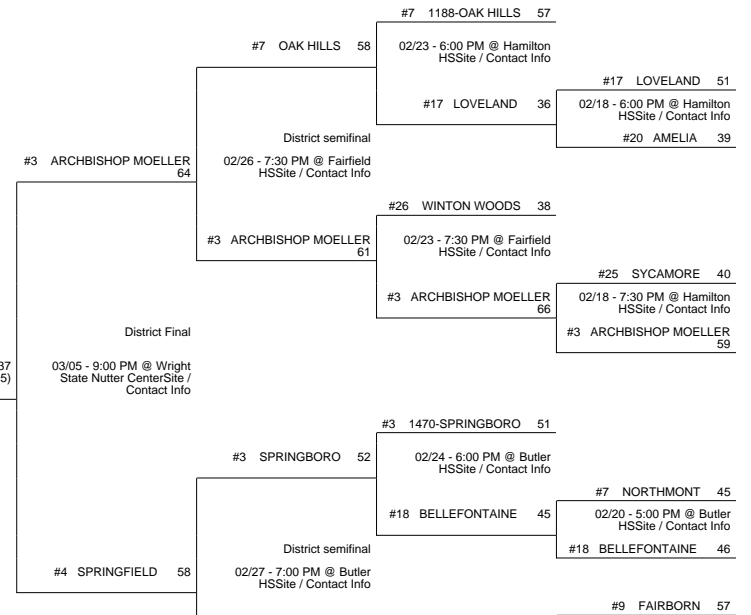 #7 1188-OAK HILLS 57
#7 OAK HILLS 58
02/23 - 6:00 PM @ Hamilton
HSSite / Contact Info
#17 LOVELAND 51
#17 LOVELAND 36
02/18 - 6:00 PM @ Hamilton
HSSite / Contact Info
#20 AMELIA 39
District semifinal
#3 ARCHBISHOP MOELLER
64
02/26 - 7:30 PM @ Fairfield
HSSite / Contact Info
#26 WINTON WOODS 38
#3 ARCHBISHOP MOELLER
61
02/23 - 7:30 PM @ Fairfield
HSSite / Contact Info
#25 SYCAMORE 40
#3 ARCHBISHOP MOELLER
66
02/18 - 7:30 PM @ Hamilton
HSSite / Contact Info
#3 ARCHBISHOP MOELLER
59
District Final
37
5)
03/05 - 9:00 PM @ Wright
State Nutter CenterSite /
Contact Info
#3 1470-SPRINGBORO 51
#3 SPRINGBORO 52
02/24 - 6:00 PM @ Butler
HSSite / Contact Info
#7 NORTHMONT 45
#18 BELLEFONTAINE 45
02/20 - 5:00 PM @ Butler
HSSite / Contact Info
#18 BELLEFONTAINE 46
District semifinal
#4 SPRINGFIELD 58
02/27 - 7:00 PM @ Butler
HSSite / Contact Info
#9 FAIRBORN 57